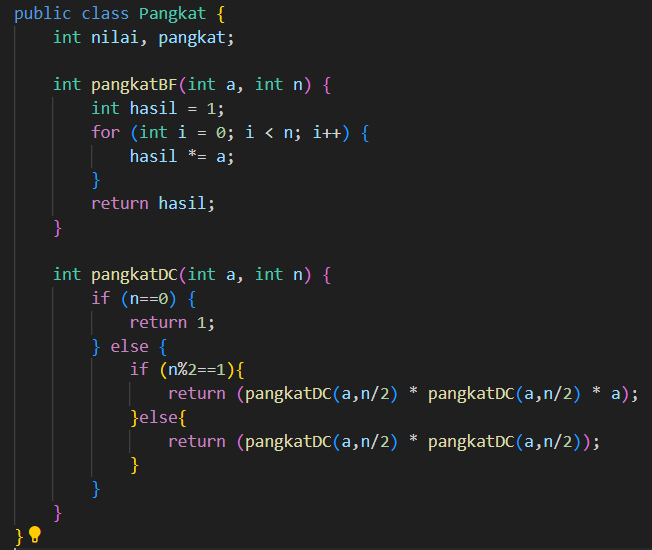 public class Pangkat {
    int nilai, pangkat;

    int pangkatBF(int a, int n) {
        int hasil = 1;
        for (int i = 0; i < n; i++) {
            hasil *= a;
        }
        return hasil;
    }

    int pangkatDC(int a, int n) {
        if (n==0) {
            return 1;
        } else {
            if (n%2==1){
                return (pangkatDC(a,n/2) * pangkatDC(a,n/2) * a);
            }else{
                return (pangkatDC(a,n/2) * pangkatDC(a,n/2));
            }
        }
    }
}